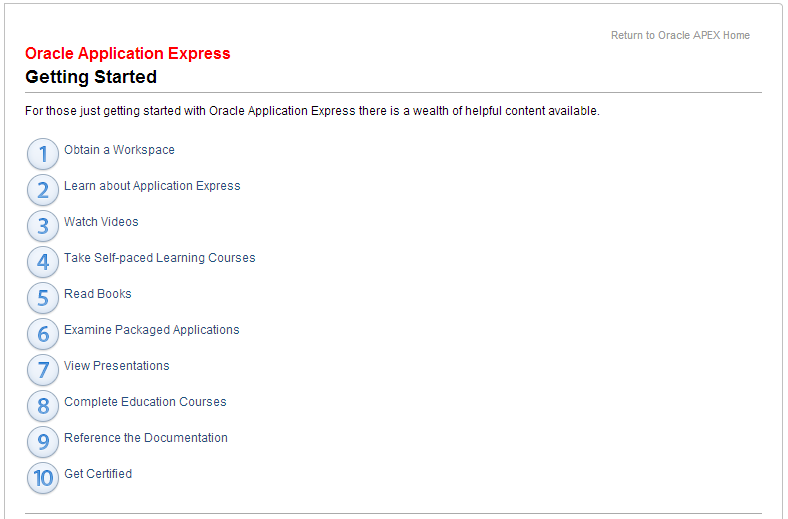 Return to Oracle APEX Home
Oracle Application Express
Getting Started
For those just getting started with Oracle Application Express there is a wealth of helpful content available.
1 Obtain a Workspace
2 Learn about Application Express
3 Watch Videos
4 Take Self-paced Learning Courses
5 Read Books
6 Examine Packaged Applications
7 View Presentations
8 Complete Education Courses
9 Reference the Documentation
10 Get Certified